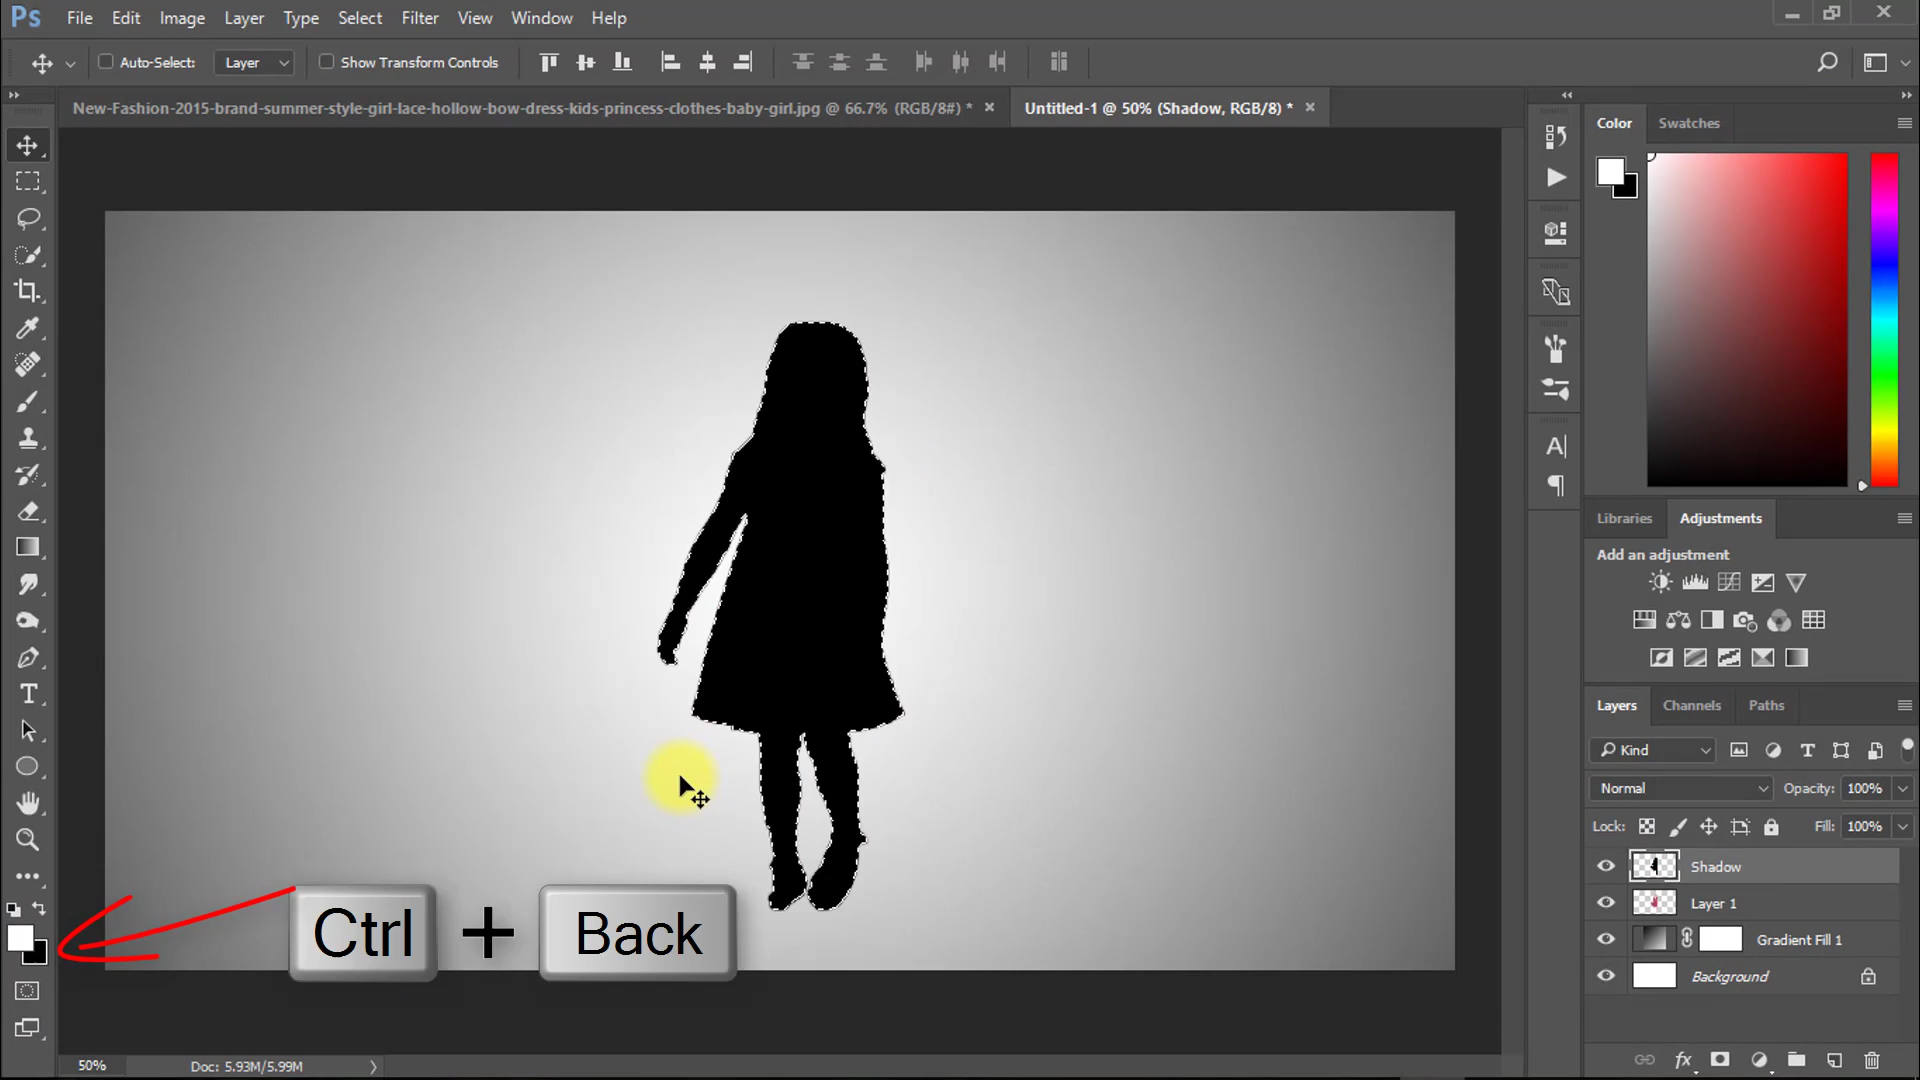 Ps File Edit Image Layer Type Select Filter View Window Help
Auto-Select: Layer Show Transform Controls
New-Fashion-2015-brand-summer-style-girl-lace-hollow-bow-dress-kids-princess-clothes-baby-girl.jpg @ 66.7% (RGB/8#) *
Untitled-1 @ 50% (Shadow, RGB/8) *
Color Swatches
Libraries Adjustments
Add an adjustment
Layers Channels Paths
Kind
Normal Opacity: 100%
Lock: Fill: 100%
Shadow
Layer 1
Gradient Fill 1
Background
Ctrl + Back
50% Doc: 5.93M/5.99M